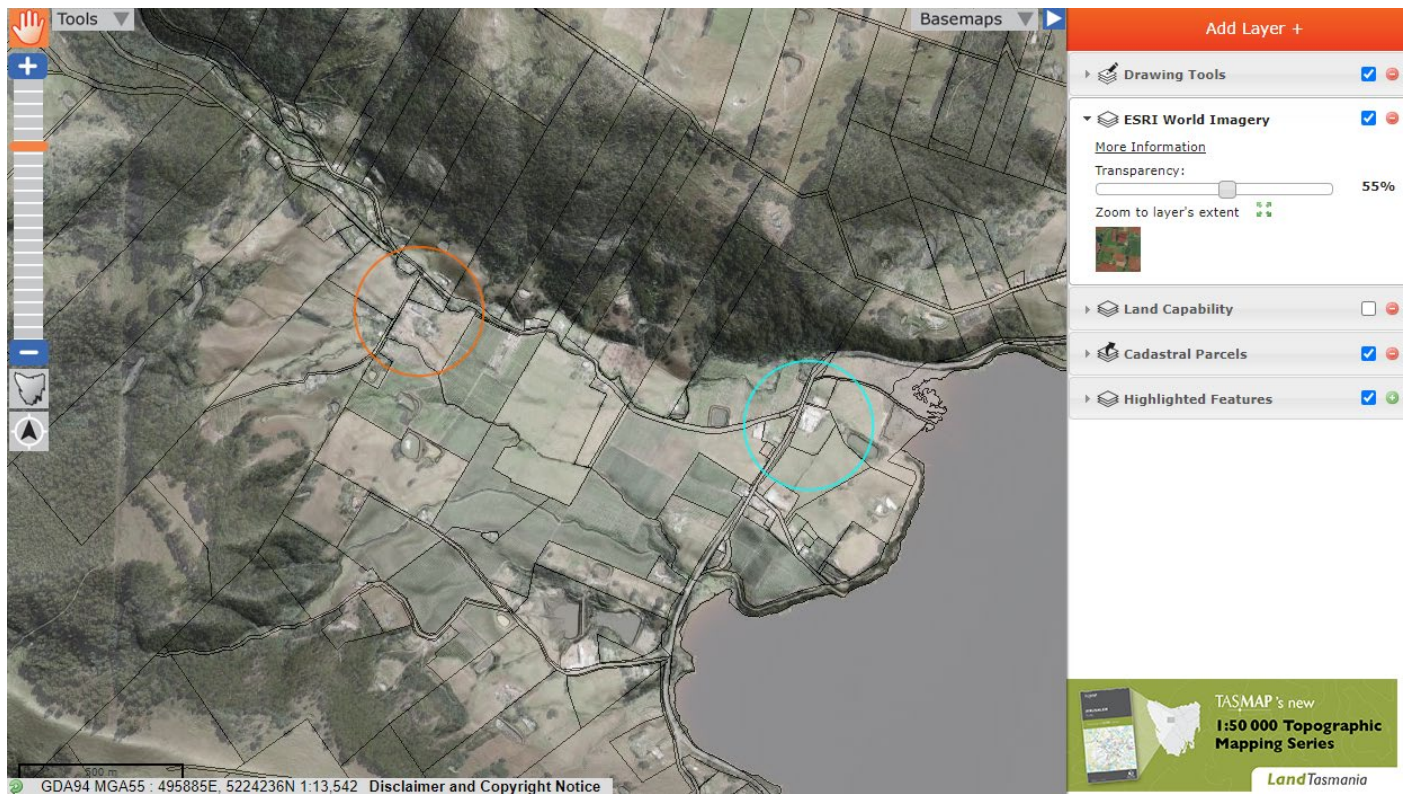 Tools
Basemaps
Add Layer +
Drawing Tools
ESRI World Imagery
More Information
Transparency:
55%
Zoom to layer's extent
Land Capability
Cadastral Parcels
Highlighted Features
TASMAP's new
1:50 000 Topographic
Mapping Series
LandTasmania
500 m
GDA94 MGA55 : 495885E, 5224236N 1:13,542 Disclaimer and Copyright Notice